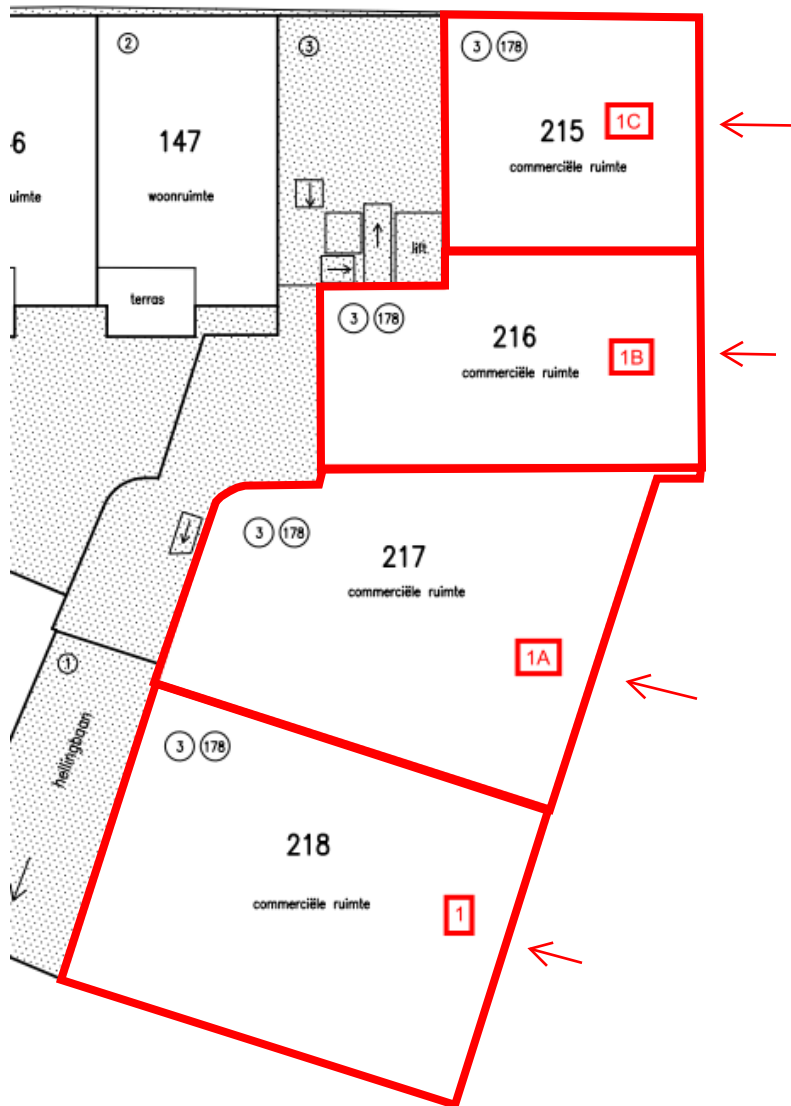 ②
147
woonruimte
terras
③
lift
3 178
215
1C
commerciële ruimte
3 178
216
1B
commerciële ruimte
3 178
217
commerciële ruimte
1A
①
hellingbaan
3 178
218
commerciële ruimte
1